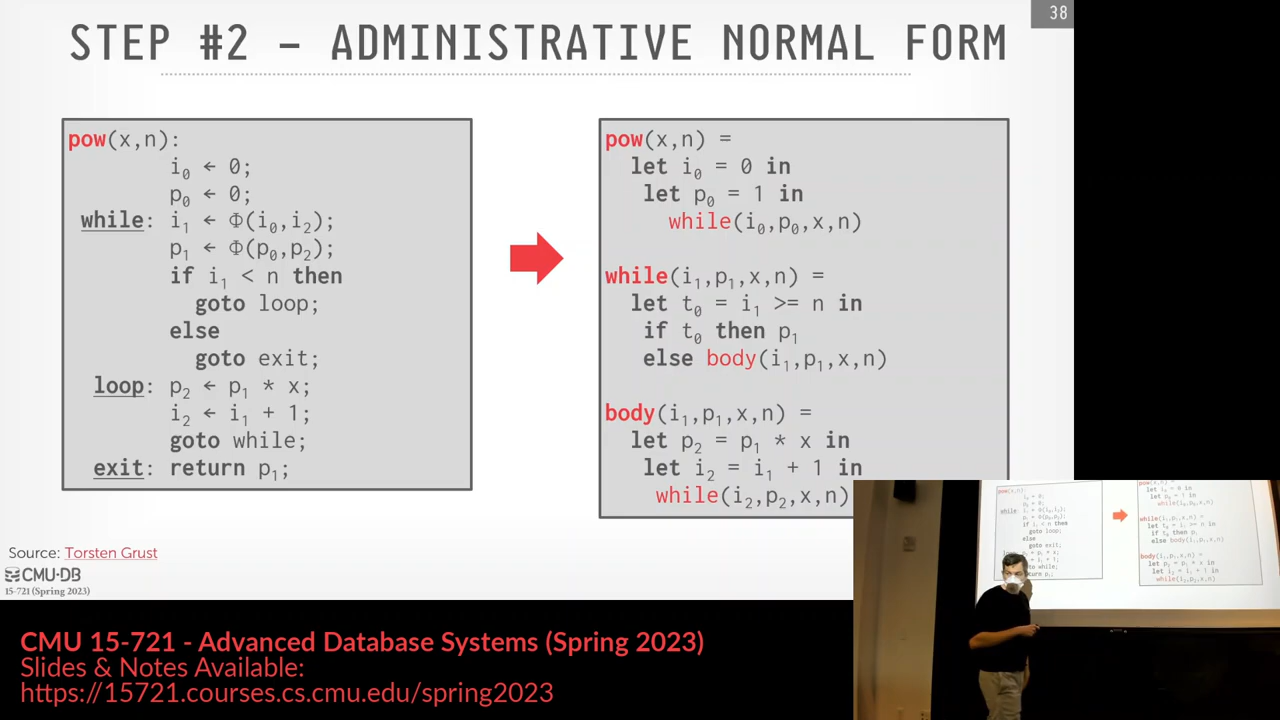 38
STEP #2 – ADMINISTRATIVE NORMAL FORM
pow(x,n):
i₀ ← 0;
p₀ ← 0;
while: i₁ ← Φ(i₀,i₂);
p₁ ← Φ(p₀,p₂);
if i₁ < n then
goto loop;
else
goto exit;
loop: p₂ ← p₁ * x;
i₂ ← i₁ + 1;
goto while;
exit: return p₁;
pow(x,n) =
let i₀ = 0 in
let p₀ = 1 in
while(i₀,p₀,x,n)
while(i₁,p₁,x,n) =
let t₀ = i₁ >= n in
if t₀ then p₁
else body(i₁,p₁,x,n)
body(i₁,p₁,x,n) =
let p₂ = p₁ * x in
let i₂ = i₁ + 1 in
while(i₂,p₂,x,n)
Source: Torsten Grust
CMU·DB
15-721 (Spring 2023)
CMU 15-721 - Advanced Database Systems (Spring 2023)
Slides & Notes Available:
https://15721.courses.cs.cmu.edu/spring2023